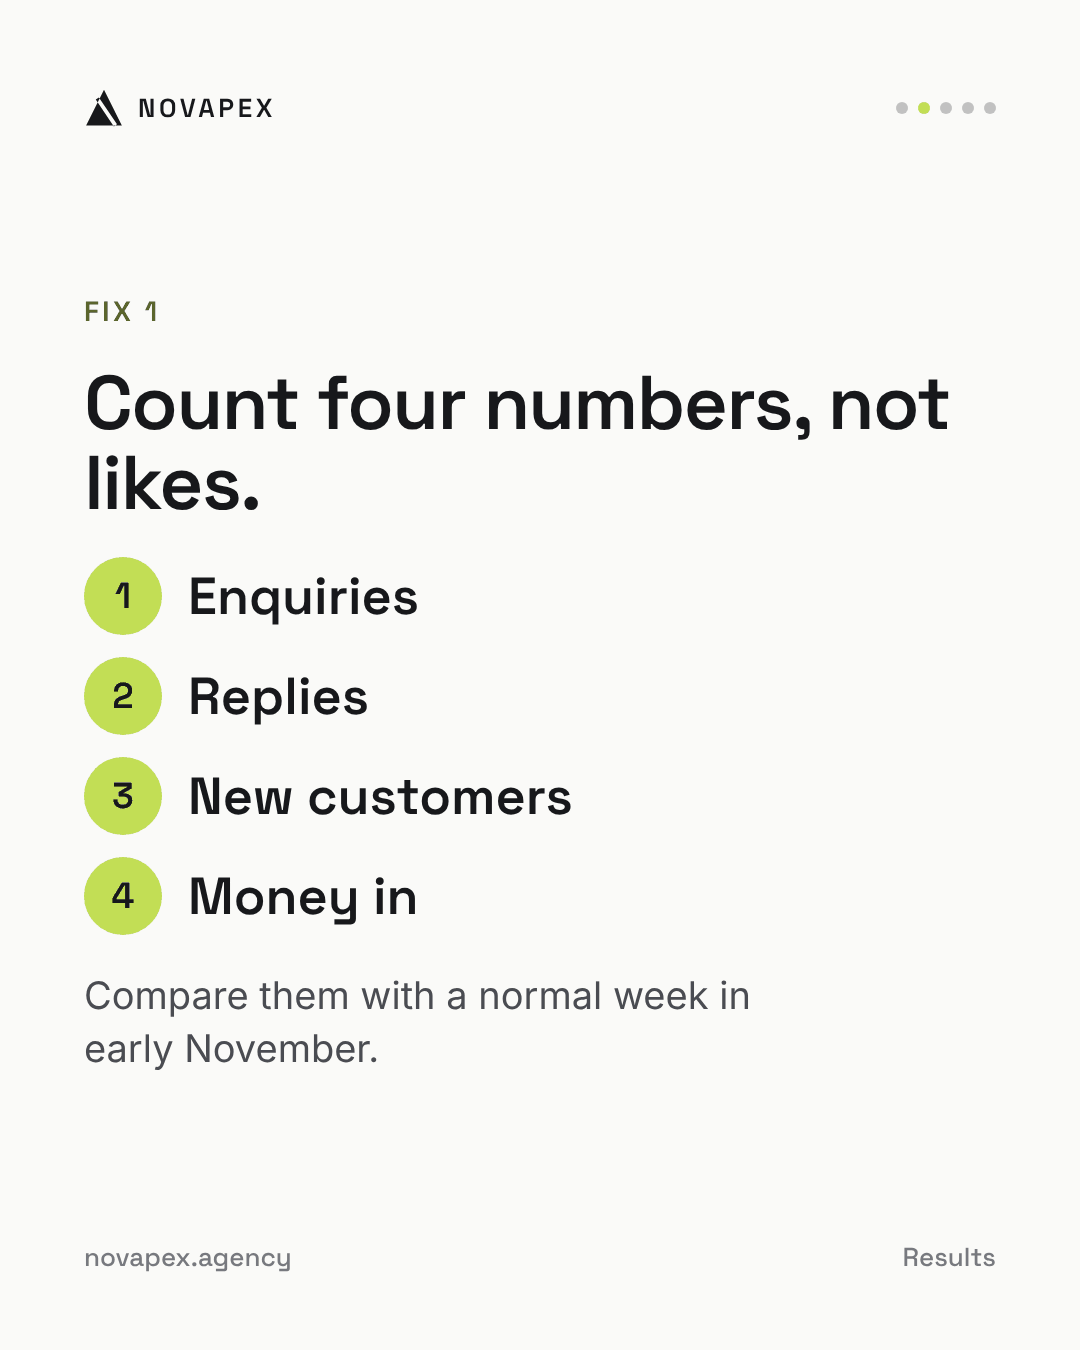 NOVAPEX
FIX 1
Count four numbers, not
likes.
1 Enquiries
2 Replies
3 New customers
4 Money in
Compare them with a normal week in
early November.
novapex.agency
Results